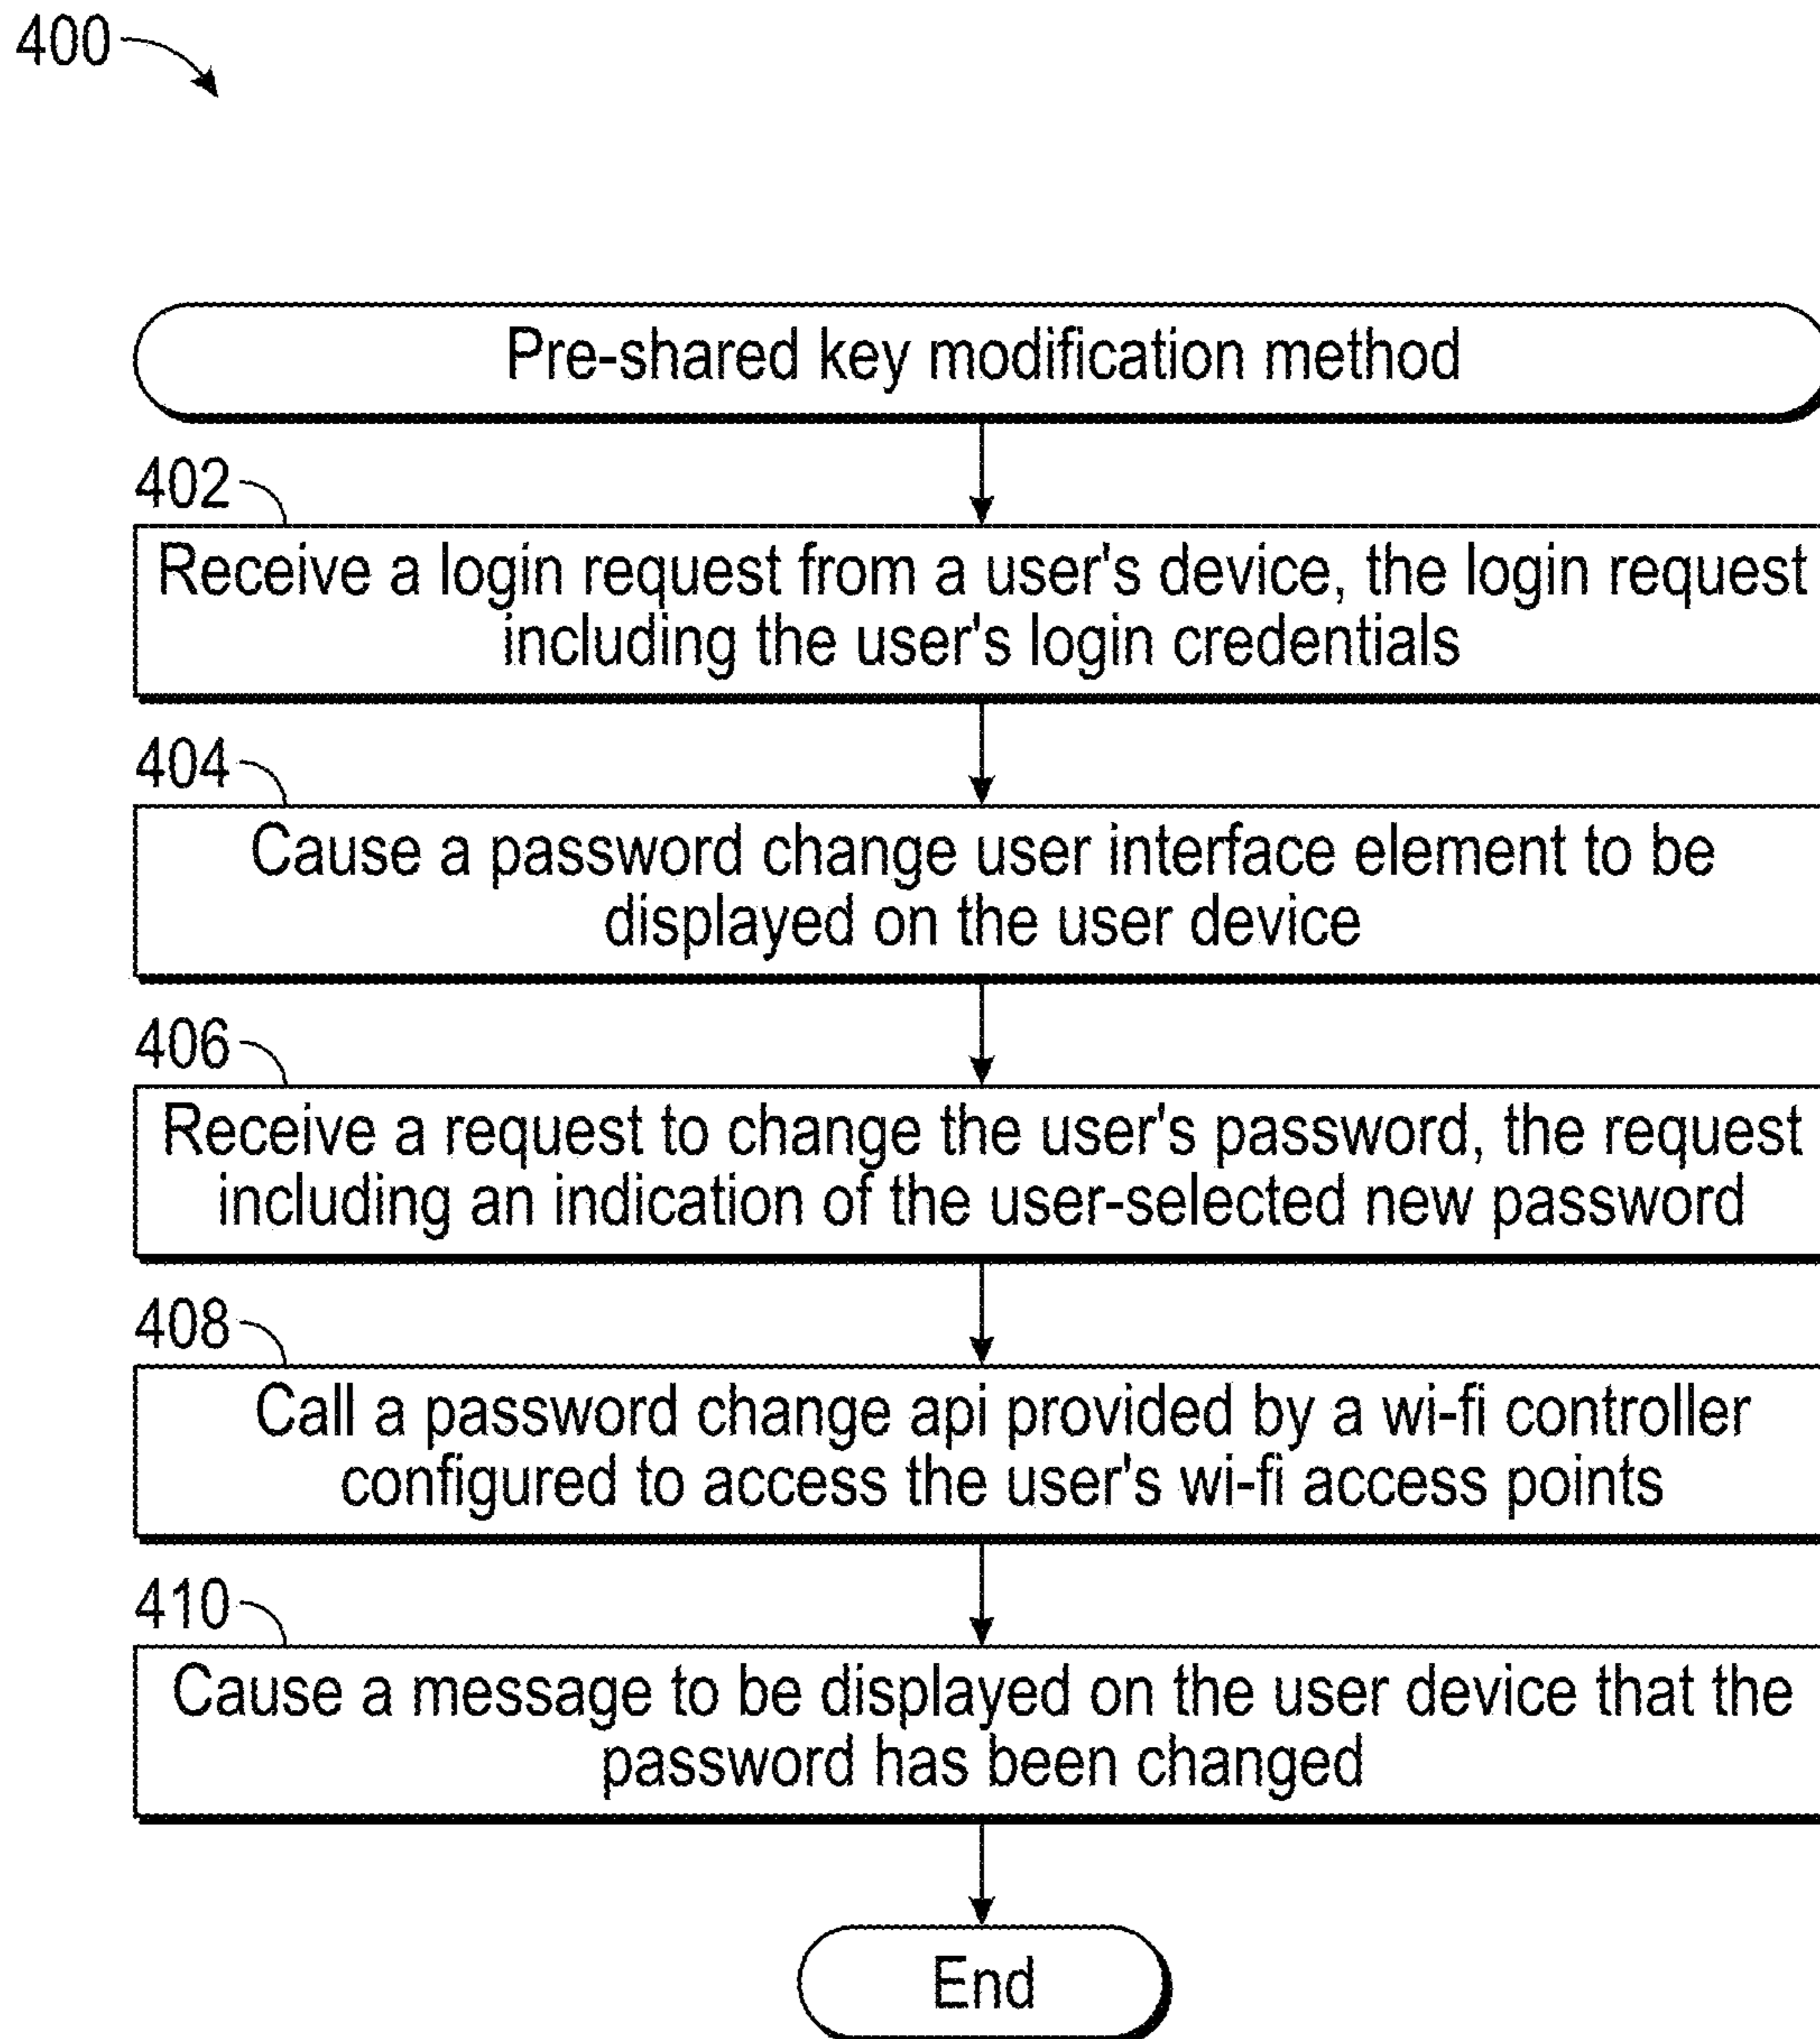 400
Pre-shared key modification method
402
Receive a login request from a user's device, the login request
including the user's login credentials
404
Cause a password change user interface element to be
displayed on the user device
406
Receive a request to change the user's password, the request
including an indication of the user-selected new password
408
Call a password change api provided by a wi-fi controller
configured to access the user's wi-fi access points
410
Cause a message to be displayed on the user device that the
password has been changed
End